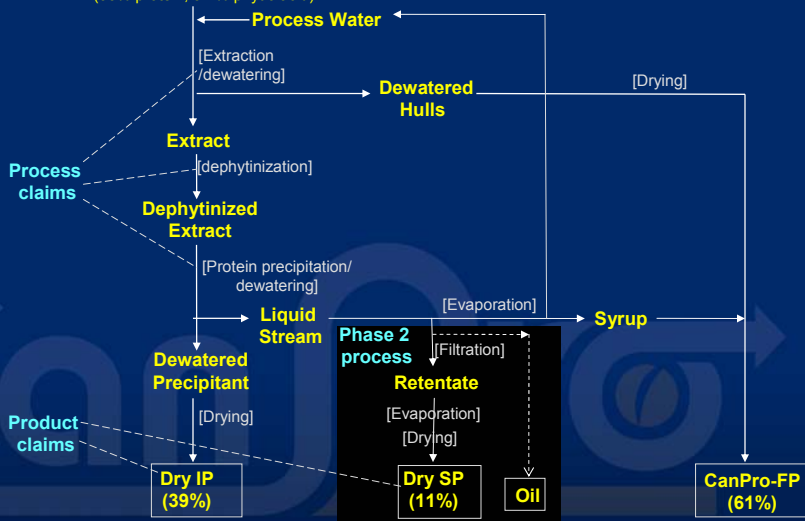 Process Water
[Extraction
/dewatering]
[Drying]
Dewatered
Hulls
Extract
Process
claims
[dephytinization]
Dephytinized
Extract
[Protein precipitation/
dewatering]
[Evaporation]
Liquid
Stream
Syrup
Phase 2
process
[Filtration]
Dewatered
Precipitant
Retentate
[Drying]
[Evaporation]
[Drying]
Product
claims
Dry IP
(39%)
Dry SP
(11%)
Oil
CanPro-FP
(61%)